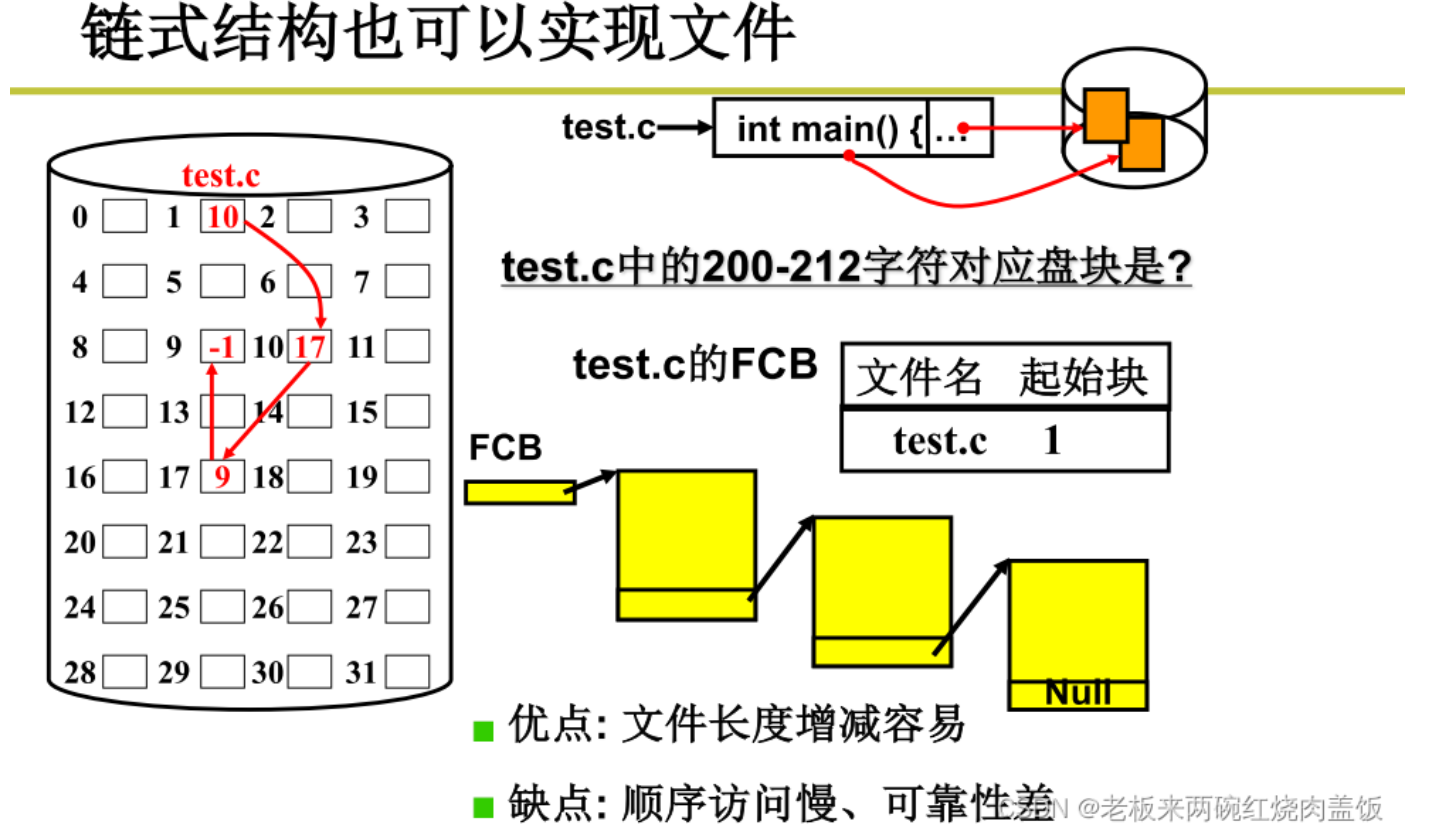 链式结构也可以实现文件
test.c int main() { ...
test.c
0 1 10 2 3
4 5 6 7
8 9 -1 10 17 11
12 13 14 15
16 17 9 18 19
20 21 22 23
24 25 26 27
28 29 30 31
test.c中的200-212字符对应盘块是?
test.c的FCB
文件名 起始块
test.c 1
FCB
Null
优点: 文件长度增减容易
缺点: 顺序访问慢、可靠性差
CSDN @老板来两碗红烧肉盖饭